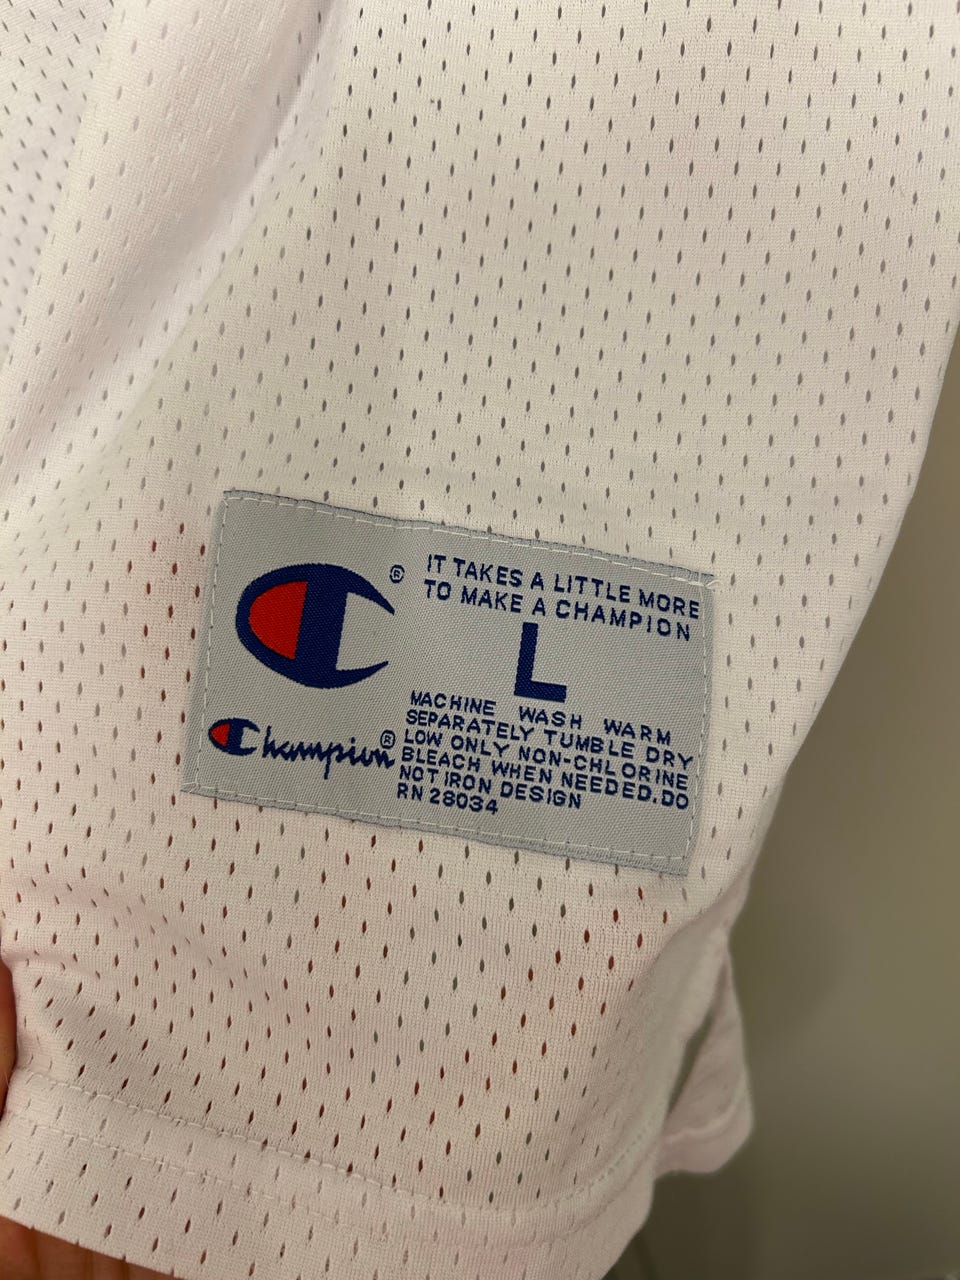 ®
IT TAKES A LITTLE MORE
TO MAKE A CHAMPION
L
Champion®
MACHINE WASH WARM
SEPARATELY TUMBLE DRY
LOW ONLY NON-CHLORINE
BLEACH WHEN NEEDED.DO
NOT IRON DESIGN
RN 28034